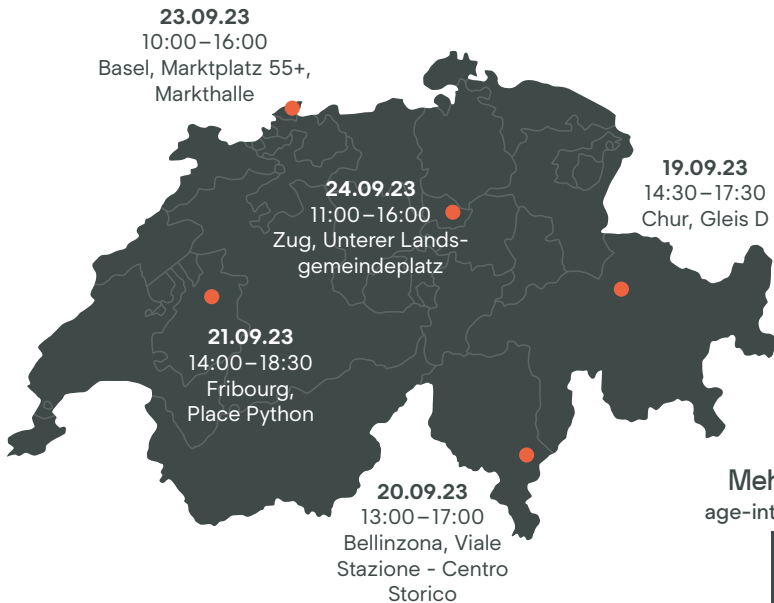 23.09.23
10:00–16:00
Basel, Marktplatz 55+,
Markthalle
24.09.23
11:00–16:00
Zug, Unterer Lands-
gemeindeplatz
19.09.23
14:30–17:30
Chur, Gleis D
21.09.23
14:00–18:30
Fribourg,
Place Python
20.09.23
13:00–17:00
Bellinzona, Viale
Stazione - Centro
Storico